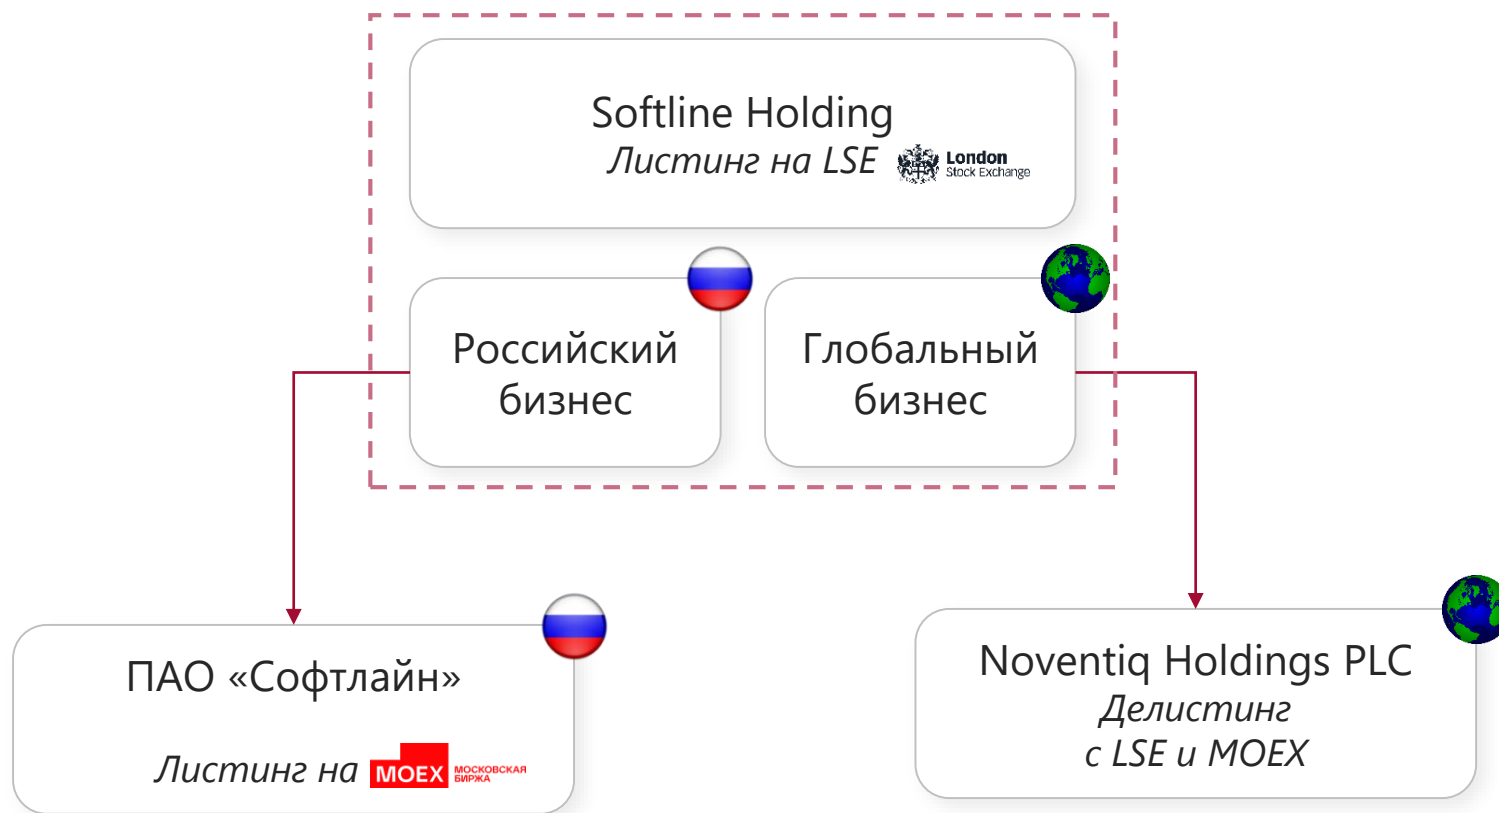 Softline Holding
Листинг на LSE
London
Stock Exchange
Российский
бизнес
Глобальный
бизнес
ПАО «Софтлайн»
Листинг на
MOEX
МОСКОВСКАЯ
БИРЖА
Noventiq Holdings PLC
Делистинг
с LSE и MOEX